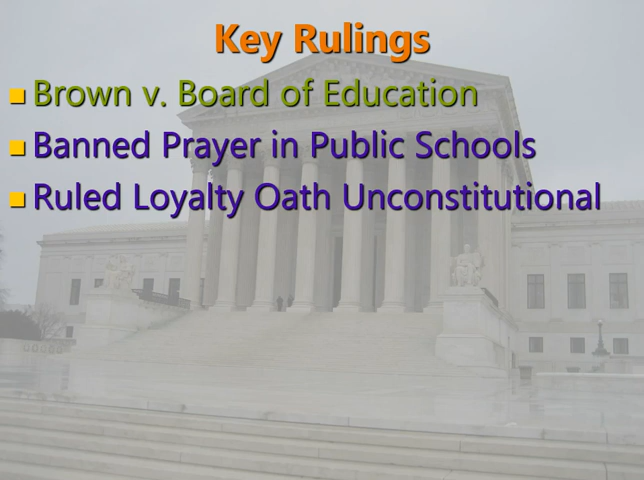 Key Rulings
Brown v. Board of Education
Banned Prayer in Public Schools
Ruled Loyalty Oath Unconstitutional